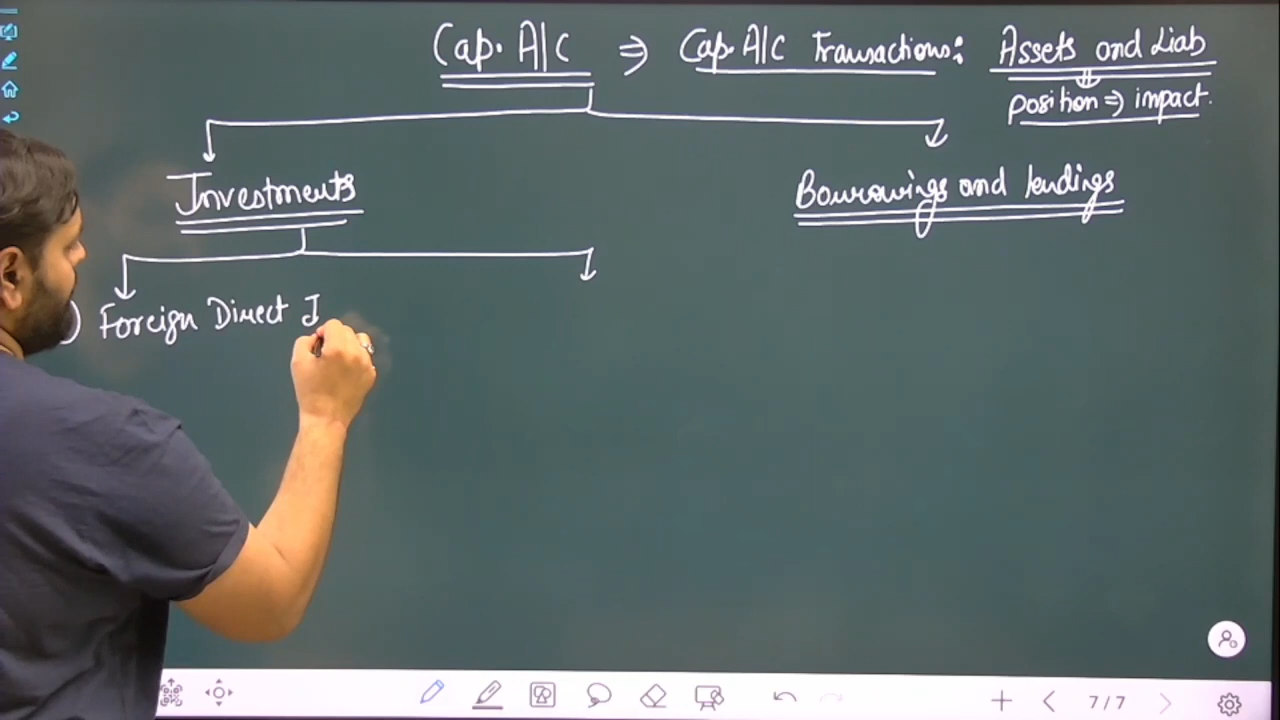 Cap. A/C ⇒ Cap. A/C Transactions: Assets and Liab
position ⇒ impact.
Investments
Borrowings and lendings
) Foreign Direct I
7/7